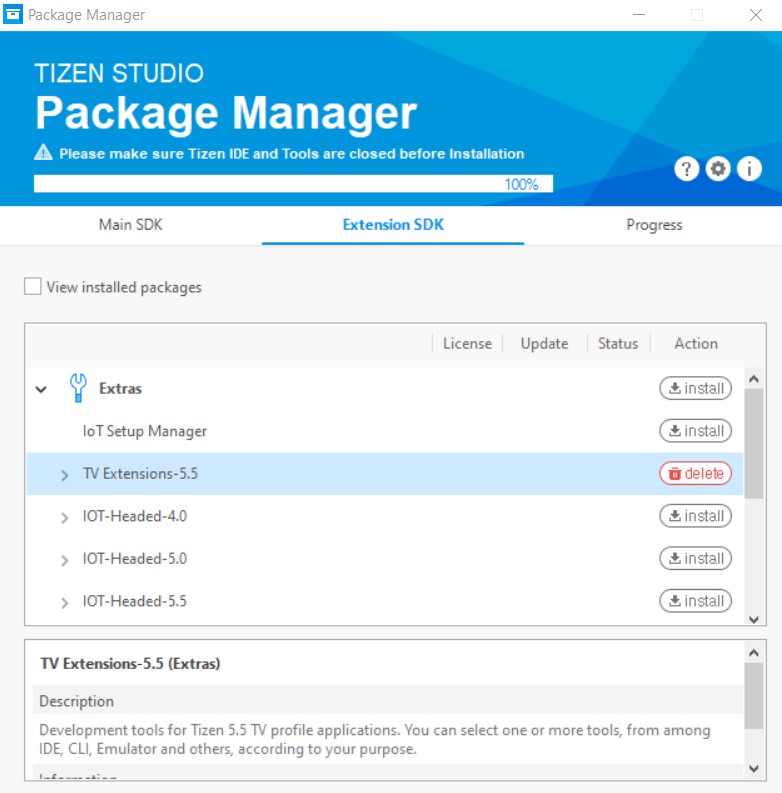 Package Manager
TIZEN STUDIO
Package Manager
Please make sure Tizen IDE and Tools are closed before Installation
100%
? i
Main SDK Extension SDK Progress
View installed packages
License Update Status Action
Extras install
IoT Setup Manager install
TV Extensions-5.5 delete
IOT-Headed-4.0 install
IOT-Headed-5.0 install
IOT-Headed-5.5 install
TV Extensions-5.5 (Extras)
Description
Development tools for Tizen 5.5 TV profile applications. You can select one or more tools, from among
IDE, CLI, Emulator and others, according to your purpose.
Information